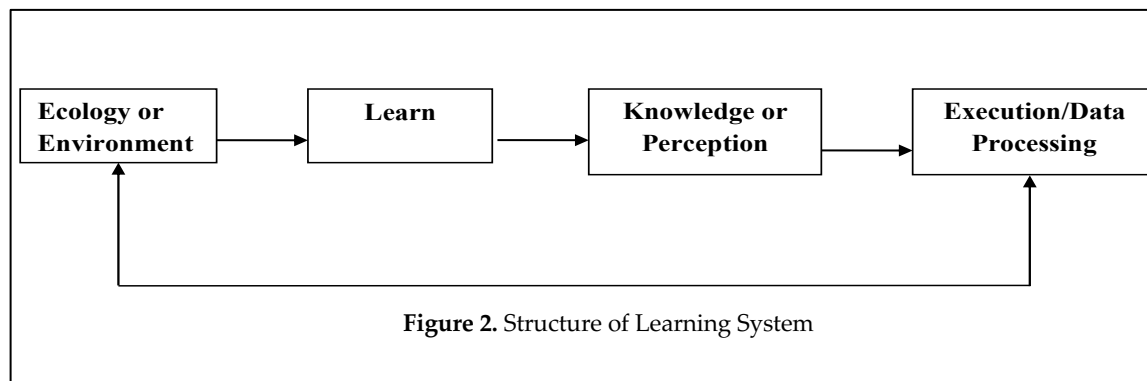 Ecology or
Environment
Learn
Knowledge or
Perception
Execution/Data
Processing
Figure 2. Structure of Learning System